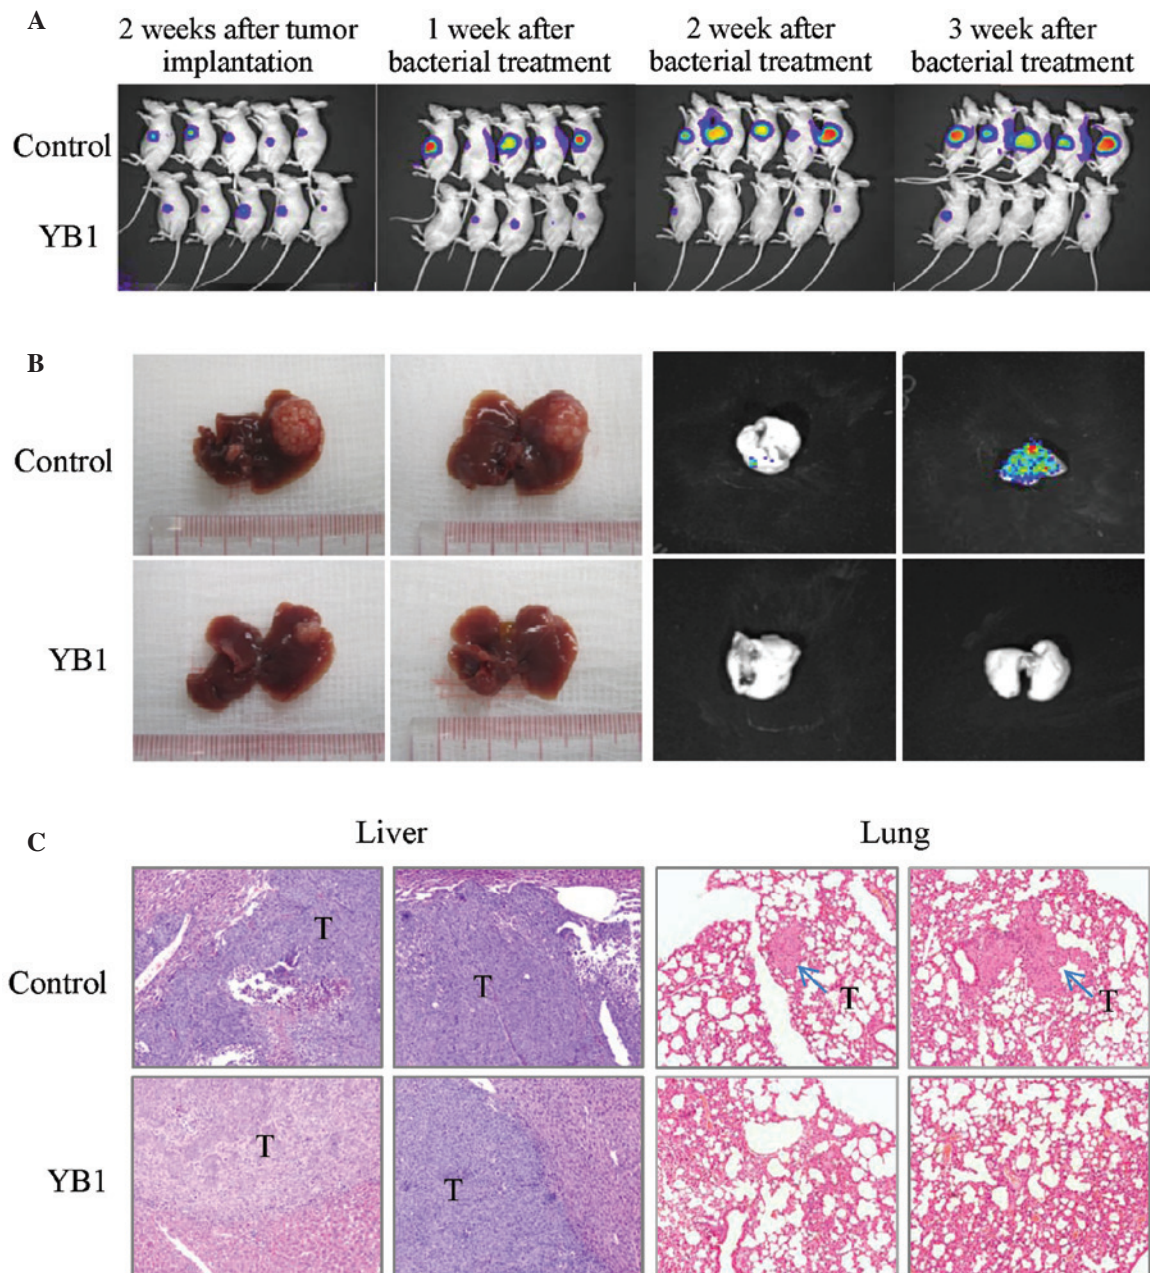 A
2 weeks after tumor
implantation
1 week after
bacterial treatment
2 week after
bacterial treatment
3 week after
bacterial treatment
Control
YB1
B
Control
YB1
C
Liver
Lung
Control
T
T
T
T
YB1
T
T